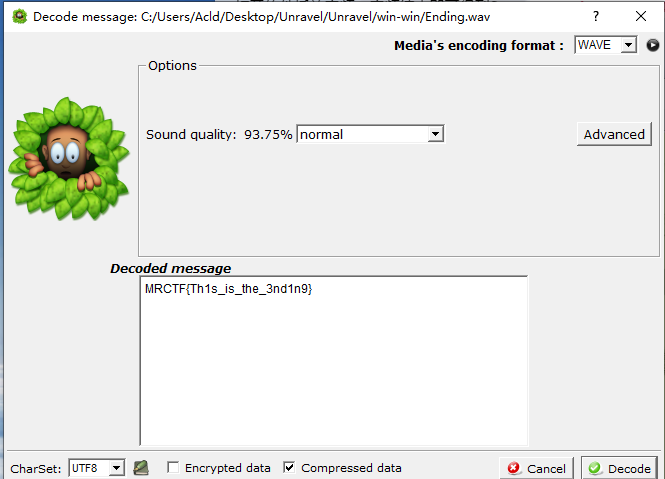 Decode message: C:/Users/Acld/Desktop/Unravel/Unravel/win-win/Ending.wav
?
Media's encoding format :
WAVE
Options
Sound quality: 93.75%
normal
Advanced
Decoded message
MRCTF{Th1s_is_the_3nd1n9}
CharSet:
UTF8
Encrypted data
Compressed data
Cancel
Decode